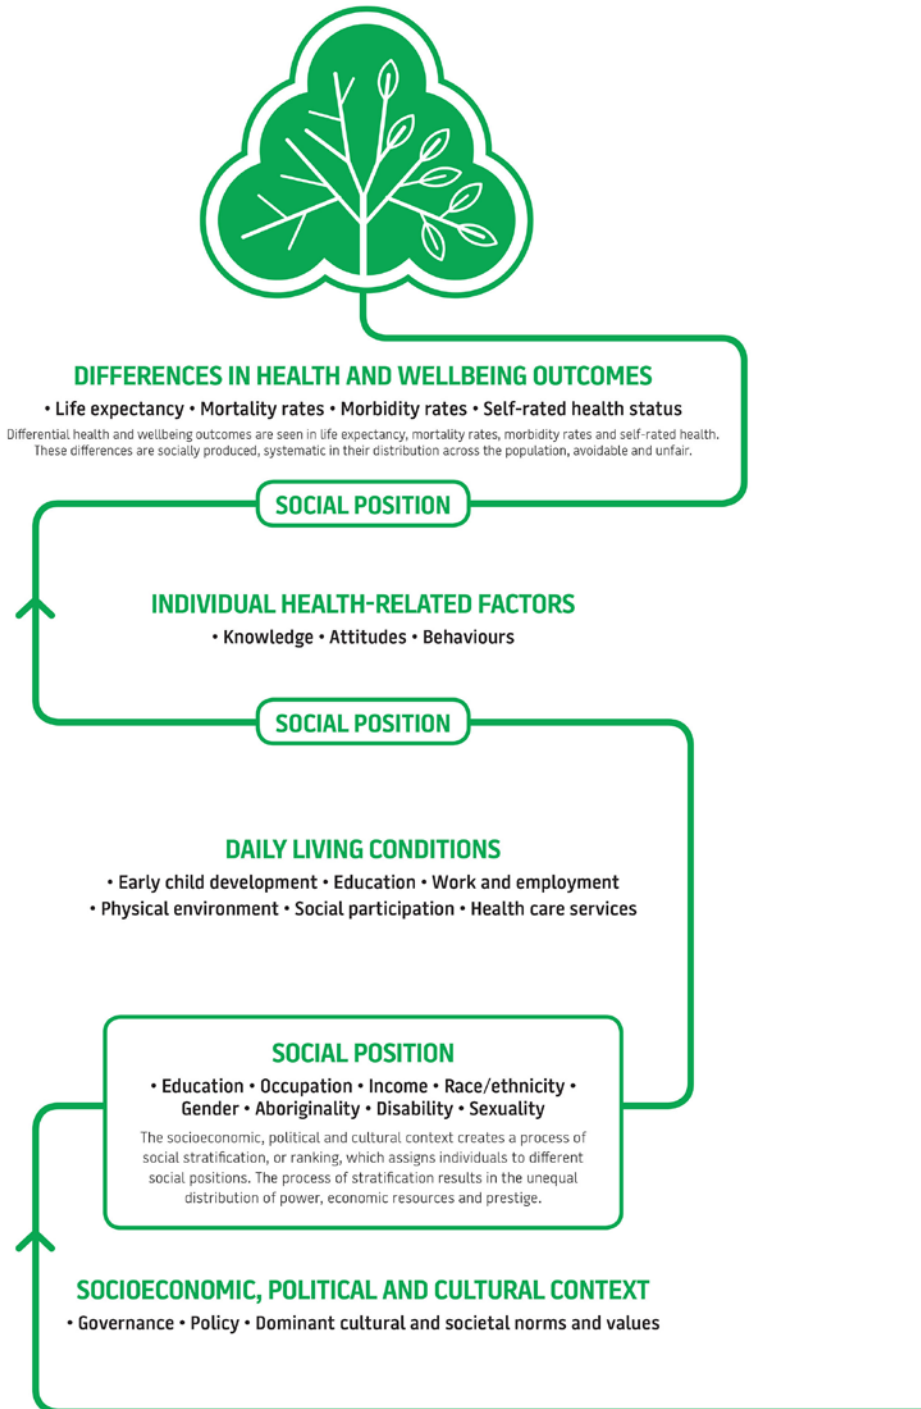 DIFFERENCES IN HEALTH AND WELLBEING OUTCOMES
• Life expectancy • Mortality rates • Morbidity rates • Self-rated health status
Differential health and wellbeing outcomes are seen in life expectancy, mortality rates, morbidity rates and self-rated health.
These differences are socially produced, systematic in their distribution across the population, avoidable and unfair.
SOCIAL POSITION
INDIVIDUAL HEALTH-RELATED FACTORS
• Knowledge • Attitudes • Behaviours
SOCIAL POSITION
DAILY LIVING CONDITIONS
• Early child development • Education • Work and employment
• Physical environment • Social participation • Health care services
SOCIAL POSITION
• Education • Occupation • Income • Race/ethnicity •
Gender • Aboriginality • Disability • Sexuality
The socioeconomic, political and cultural context creates a process of
social stratification, or ranking, which assigns individuals to different
social positions. The process of stratification results in the unequal
distribution of power, economic resources and prestige.
SOCIOECONOMIC, POLITICAL AND CULTURAL CONTEXT
• Governance • Policy • Dominant cultural and societal norms and values